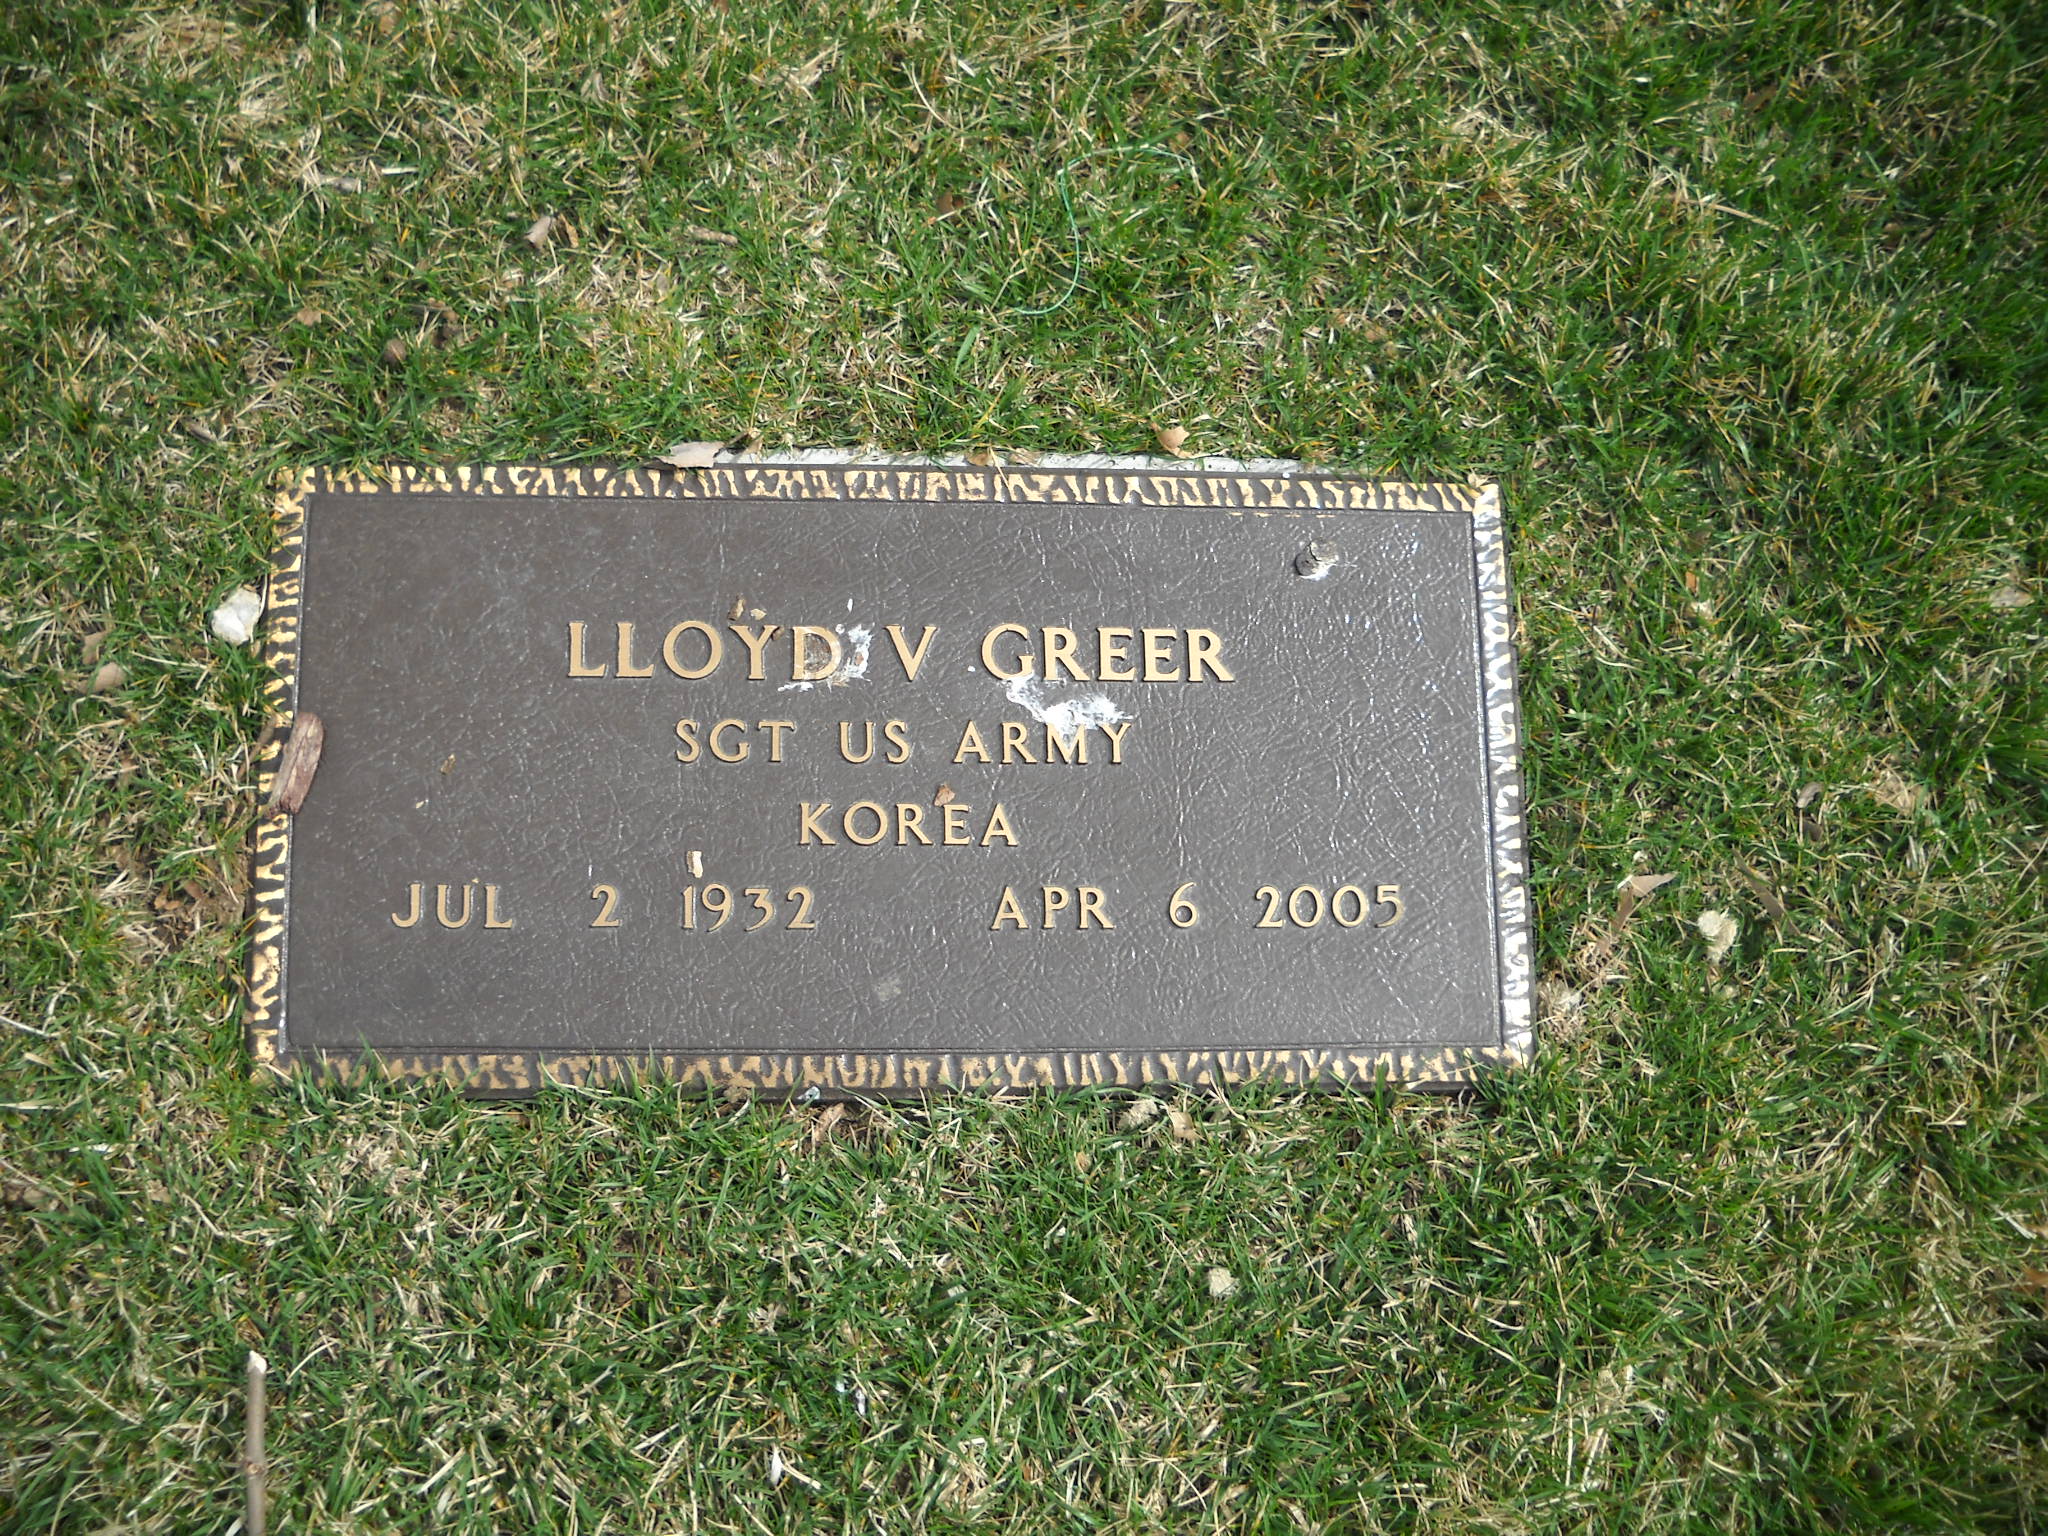 LLOYD V GREER
SGT US ARMY
KOREA
JUL 2 1932 APR 6 2005